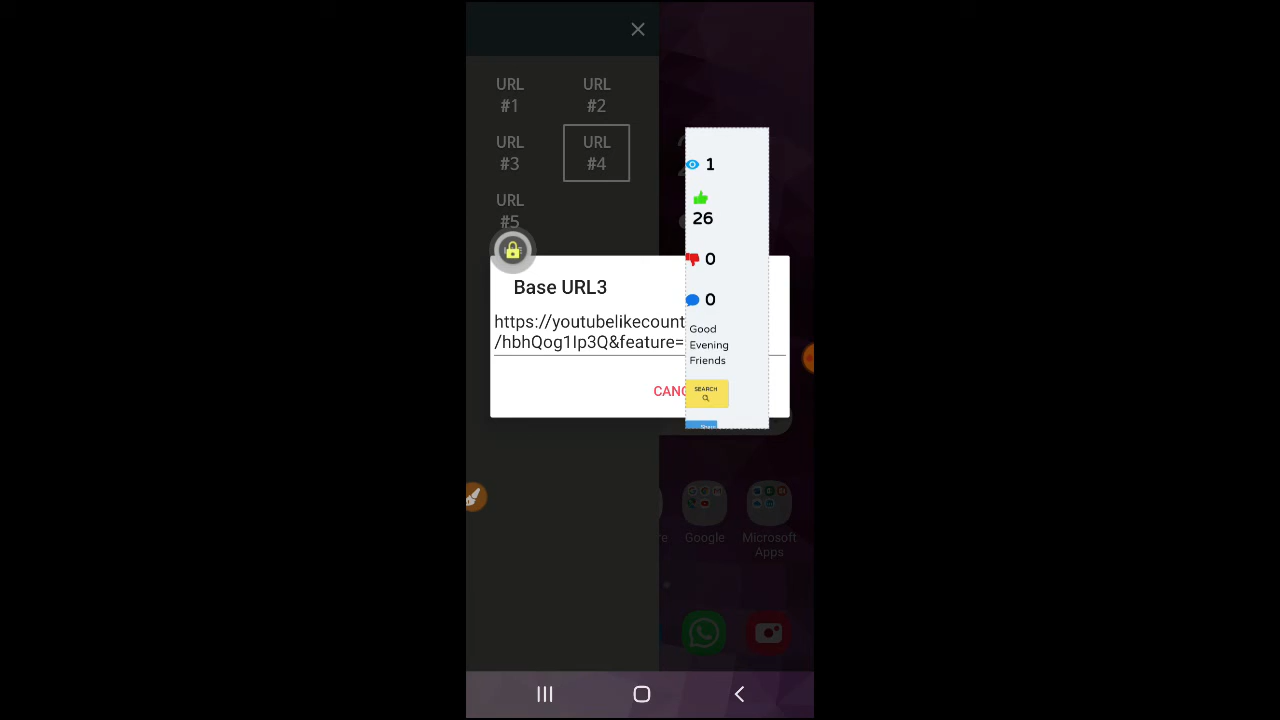 URL
#1
URL
#2
URL
#3
URL
#4
URL
#5
1
26
0
0
Good
Evening
Friends
SEARCH
Base URL3
https://youtubelikecount
/hbhQog1Ip3Q&feature=
Google
Microsoft
Apps